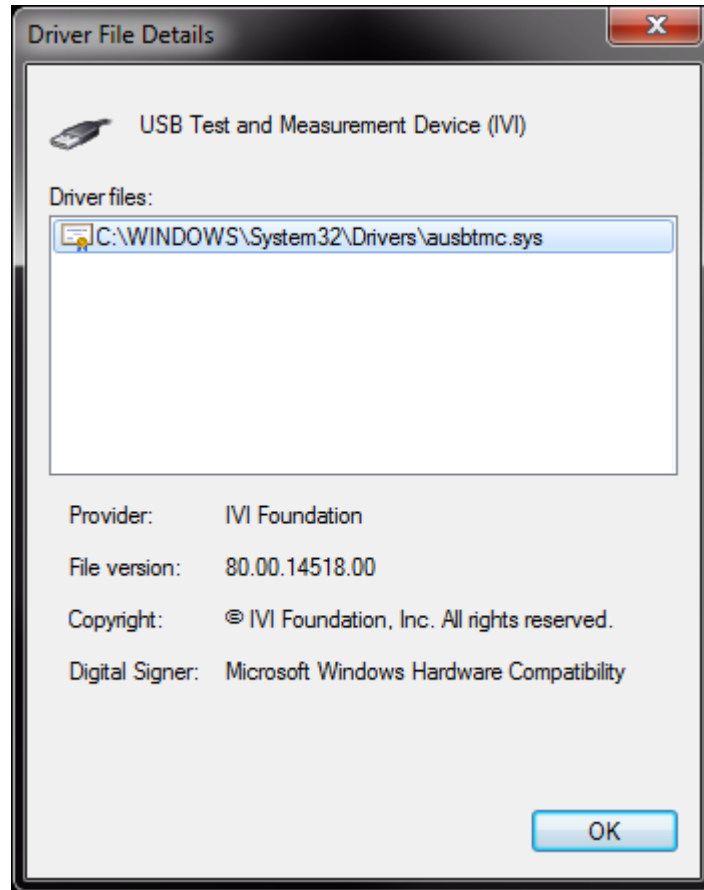 Driver File Details
USB Test and Measurement Device (IVI)
Driver files:
C:\WINDOWS\System32\Drivers\ausbtmc.sys
Provider: IVI Foundation
File version: 80.00.14518.00
Copyright: © IVI Foundation, Inc. All rights reserved.
Digital Signer: Microsoft Windows Hardware Compatibility
OK